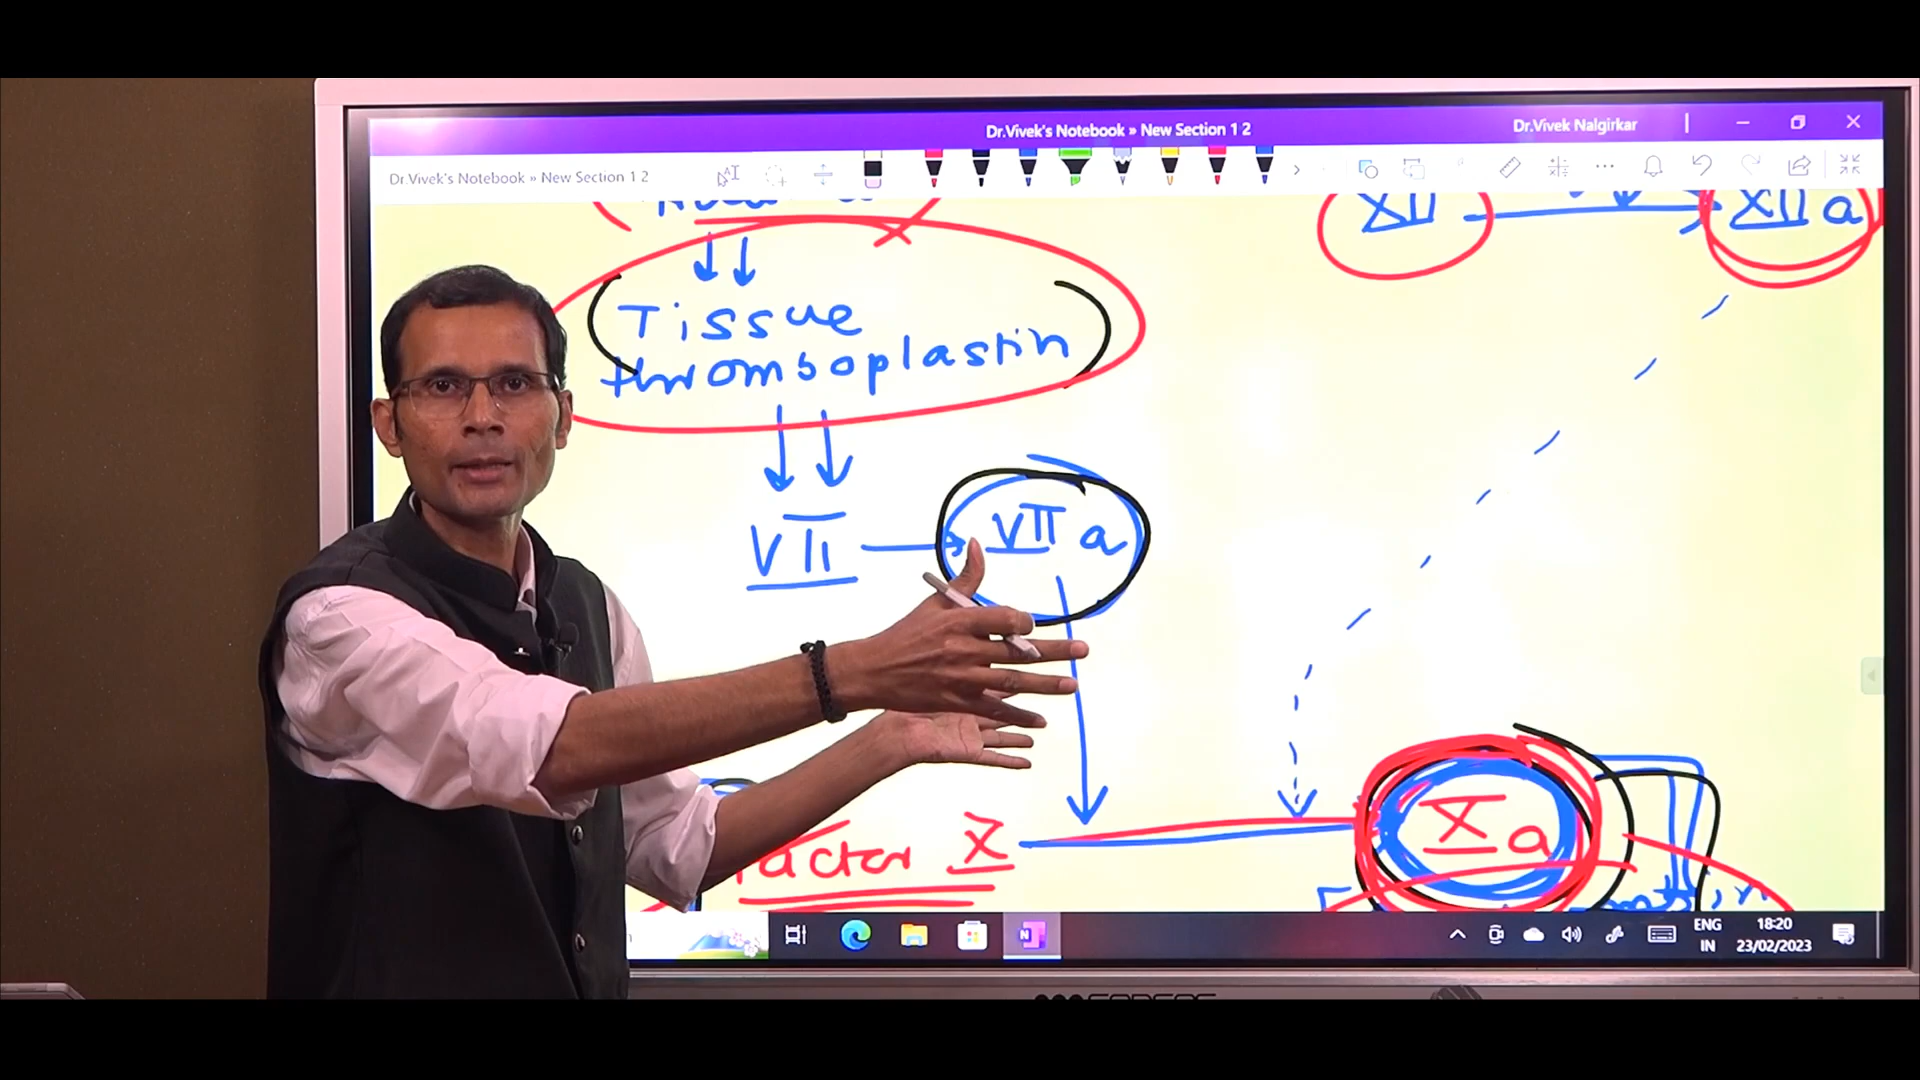 Dr.Vivek's Notebook » New Section 1 2
Dr.Vivek Nalgirkar
Dr.Vivek's Notebook » New Section 1 2
XII
XII a
Tissue
thromboplastin
VII
VII a
actor X
X a
ENG
IN
18:20
23/02/2023